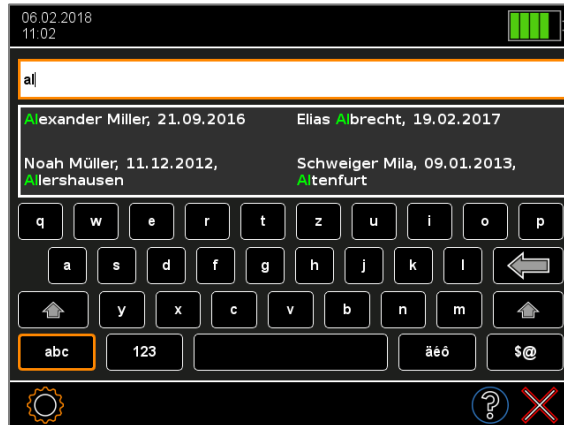 06.02.2018
11:02
al
Alexander Miller, 21.09.2016
Elias Albrecht, 19.02.2017
Noah Müller, 11.12.2012,
Allershausen
Schweiger Mila, 09.01.2013,
Altenfurt
q w e r t z u i o p
a s d f g h j k l
y x c v b n m
abc 123 äéô $@
?